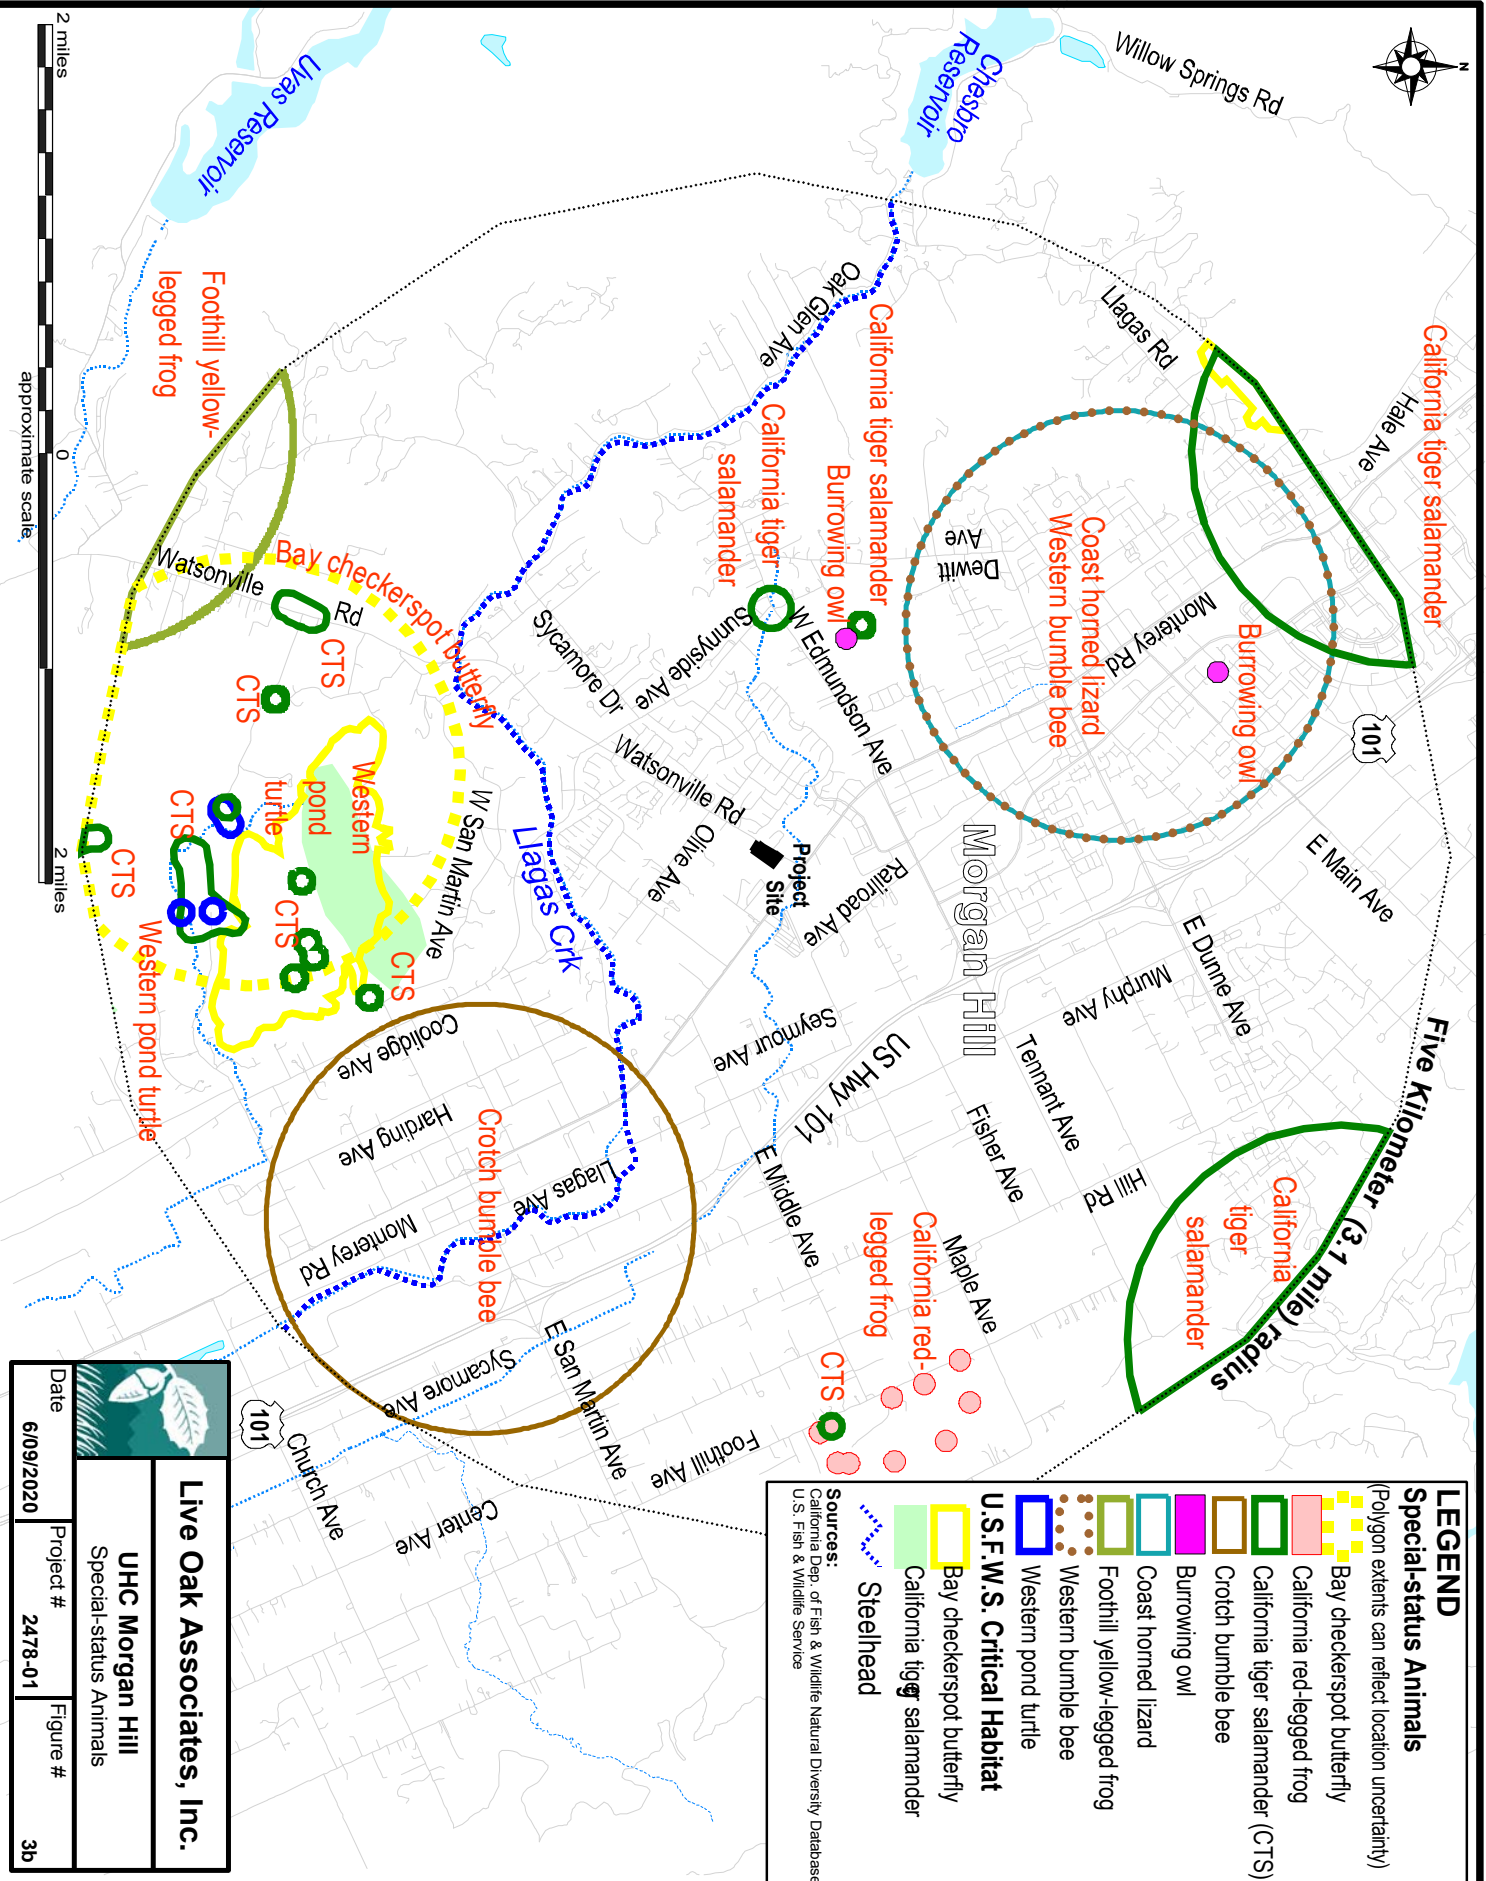 N
Willow Springs Rd
Chesbro
Reservoir
Uvas Reservoir
2 miles
0
2 miles
approximate scale
California tiger salamander
Hale Ave
Llagas Rd
Oak Glen Ave
California tiger salamander
Burrowing owl
California tiger
salamander
Foothill yellow-
legged frog
Coast horned lizard
Western bumble bee
Dewitt
Ave
Monterey Rd
Burrowing owl
101
E Main Ave
E Dunne Ave
Five Kilometer (3.1 mile) radius
W Edmundson Ave
Sunnyside Ave
Sycamore Dr
Watsonville Rd
Olive Ave
Project
Site
Railroad Ave
Morgan Hill
Murphy Ave
Tennant Ave
Fisher Ave
Hill Rd
US Hwy 101
Seymour Ave
E Middle Ave
Maple Ave
California
tiger
salamander
California red-
legged frog
CTS
Watsonville
Rd
Bay checkerspot butterfly
CTS
CTS
Western
pond
turtle
CTS
CTS
CTS
CTS
Western pond turtle
W San Martin Ave
Llagas Crk
Coolidge Ave
Harding Ave
Crotch bumble bee
Llagas Ave
Monterey Rd
Sycamore Ave
E San Martin Ave
Foothill Ave
101
Church Ave
Center Ave
LEGEND
Special-status Animals
(Polygon extents can reflect location uncertainty)
Bay checkerspot butterfly
California red-legged frog
California tiger salamander (CTS)
Crotch bumble bee
Burrowing owl
Coast horned lizard
Foothill yellow-legged frog
Western bumble bee
Western pond turtle
U.S.F.W.S. Critical Habitat
Bay checkerspot butterfly
California tiger salamander
Steelhead
Sources:
California Dep. of Fish & Wildlife Natural Diversity Database
U.S. Fish & Wildlife Service
Live Oak Associates, Inc.
UHC Morgan Hill
Special-status Animals
Date
Project #
Figure #
6/09/2020
2478-01
3b